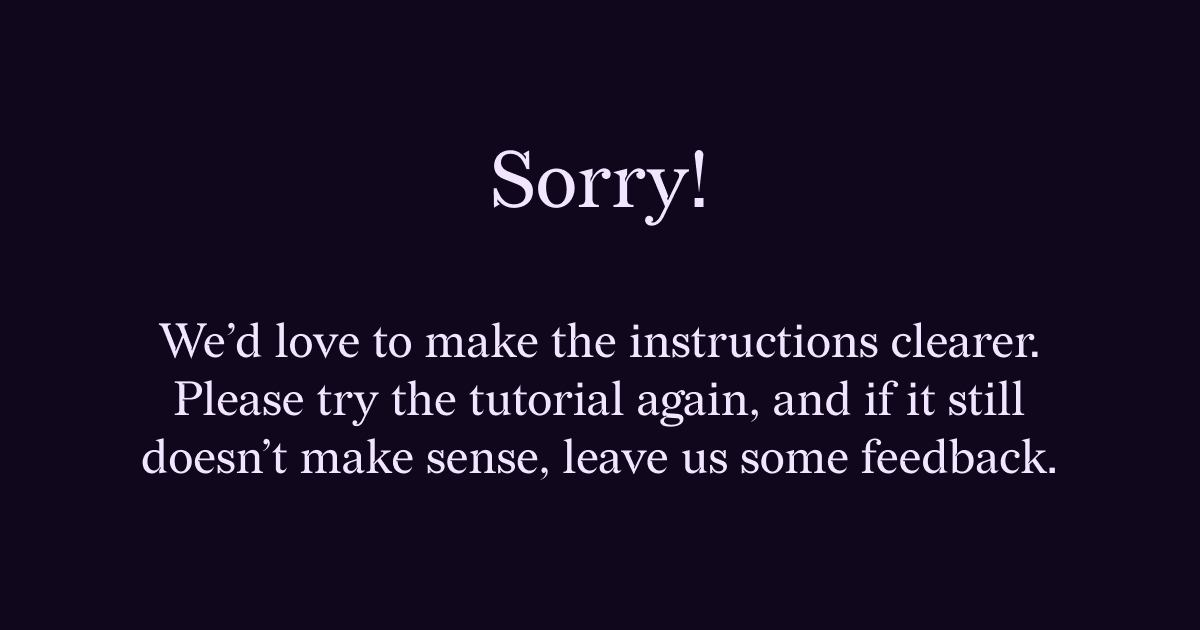 Sorry!
We’d love to make the instructions clearer.
Please try the tutorial again, and if it still
doesn’t make sense, leave us some feedback.